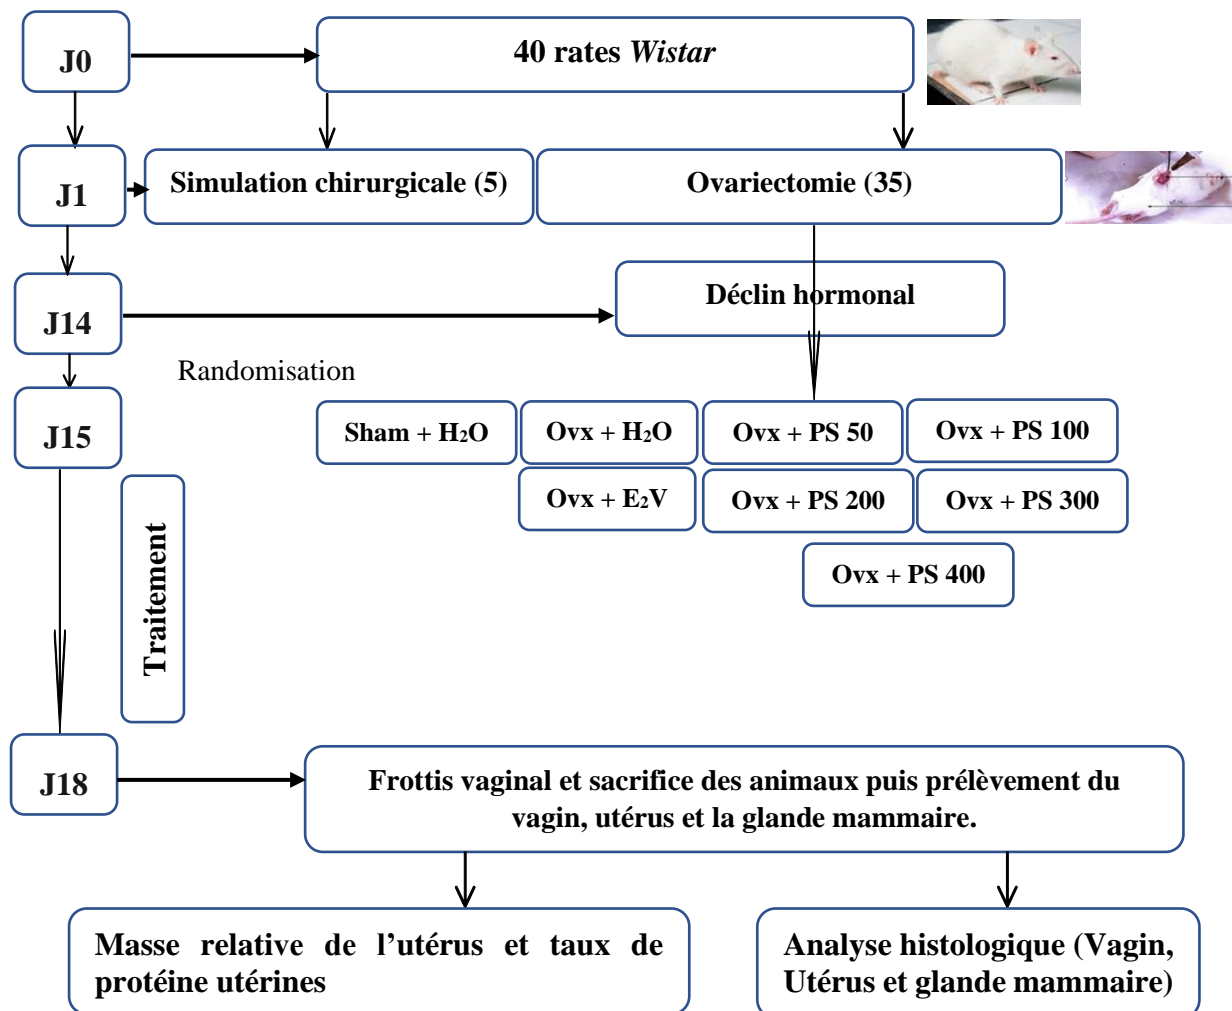 J0
40 rates Wistar
J1
Simulation chirurgicale (5)
Ovariectomie (35)
J14
Déclin hormonal
Randomisation
J15
Sham + H₂O
Ovx + H₂O
Ovx + PS 50
Ovx + PS 100
Ovx + E₂V
Ovx + PS 200
Ovx + PS 300
Ovx + PS 400
Traitement
J18
Frottis vaginal et sacrifice des animaux puis prélèvement du
vagin, utérus et la glande mammaire.
Masse relative de l’utérus et taux de
protéine utérines
Analyse histologique (Vagin,
Utérus et glande mammaire)